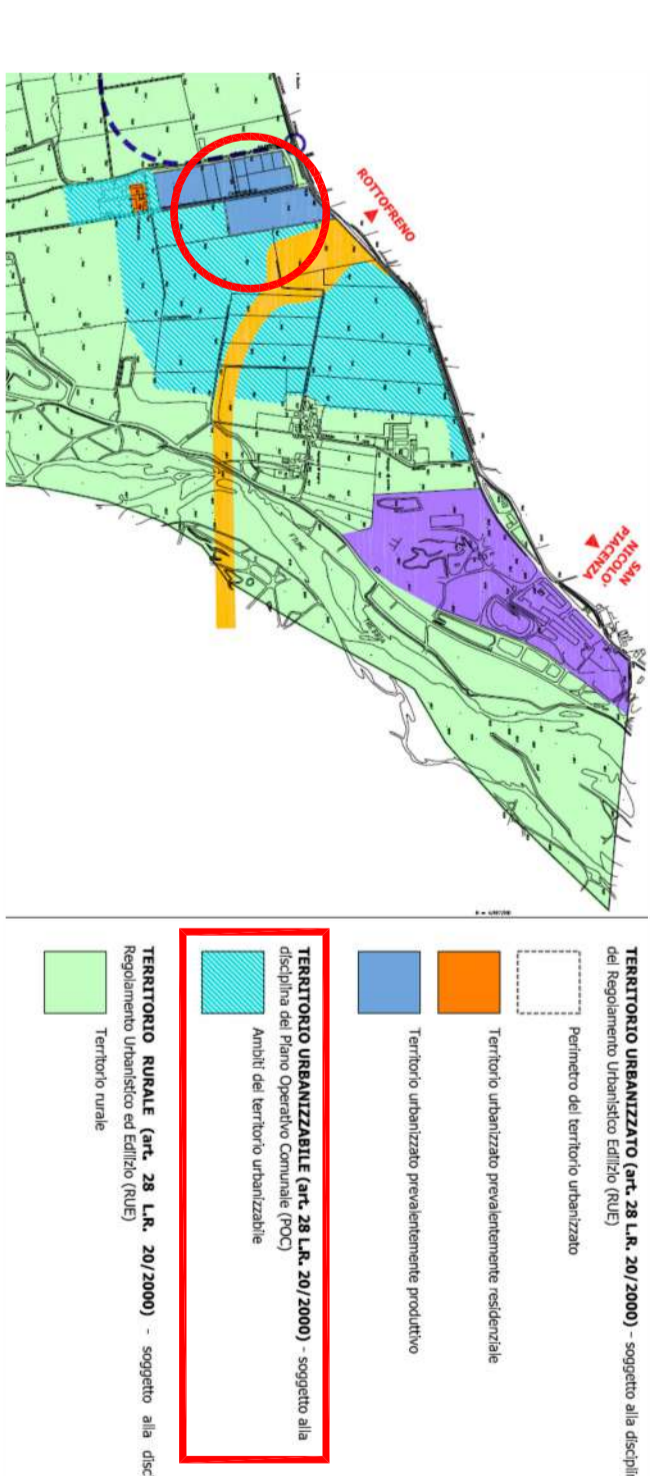 ROTTOFRENO
SAN
NICOLO'
PIACENZA
FIUME
TREBBIA
TERRITORIO URBANIZZATO (art. 28 L.R. 20/2000) – soggetto alla disciplin
del Regolamento Urbanistico Edilizio (RUE)
Perimetro del territorio urbanizzato
Territorio urbanizzato prevalentemente residenziale
Territorio urbanizzato prevalentemente produttivo
TERRITORIO URBANIZZABILE (art. 28 L.R. 20/2000) – soggetto alla
disciplina del Piano Operativo Comunale (POC)
Ambiti del territorio urbanizzabile
TERRITORIO RURALE (art. 28 L.R. 20/2000) – soggetto alla disc
Regolamento Urbanistico ed Edilizio (RUE)
Territorio rurale